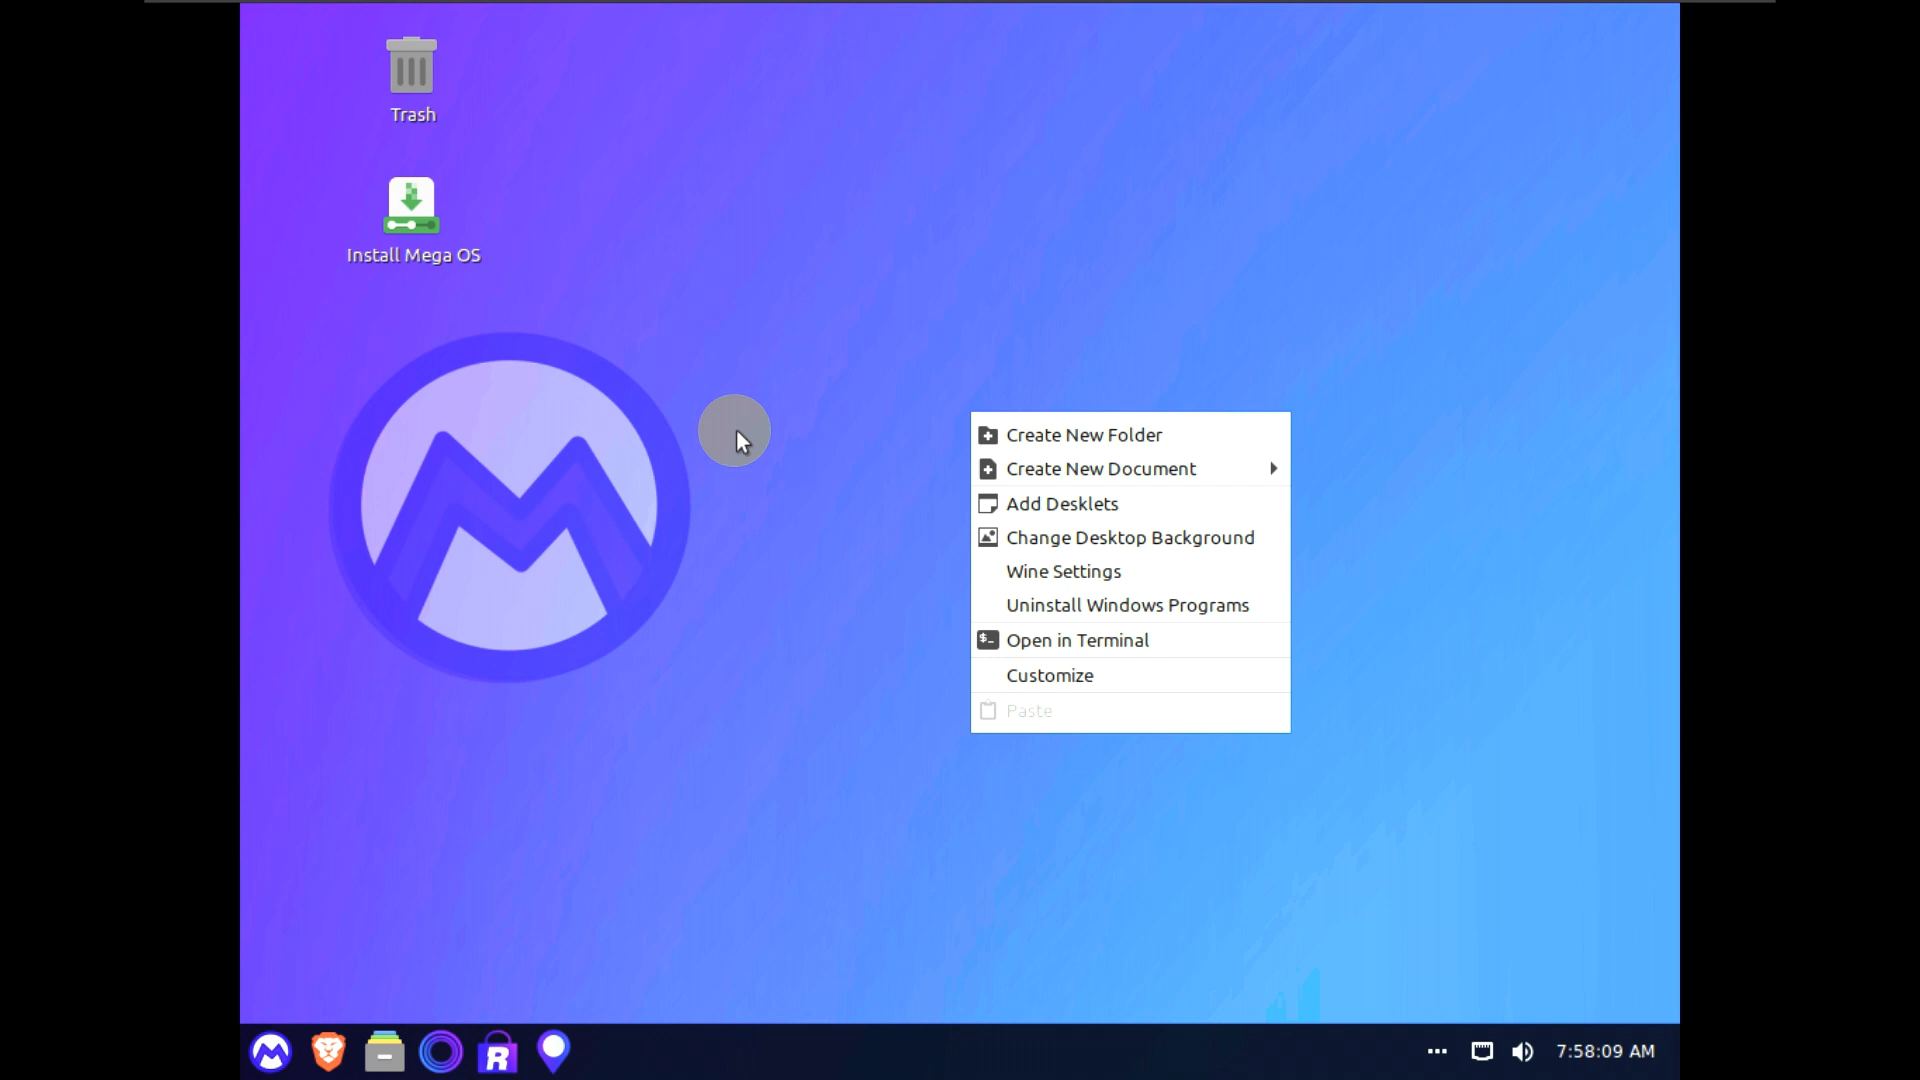 Trash
Install Mega OS
Create New Folder
Create New Document
Add Desklets
Change Desktop Background
Wine Settings
Uninstall Windows Programs
$_
Open in Terminal
Customize
Paste
R
7:58:09 AM